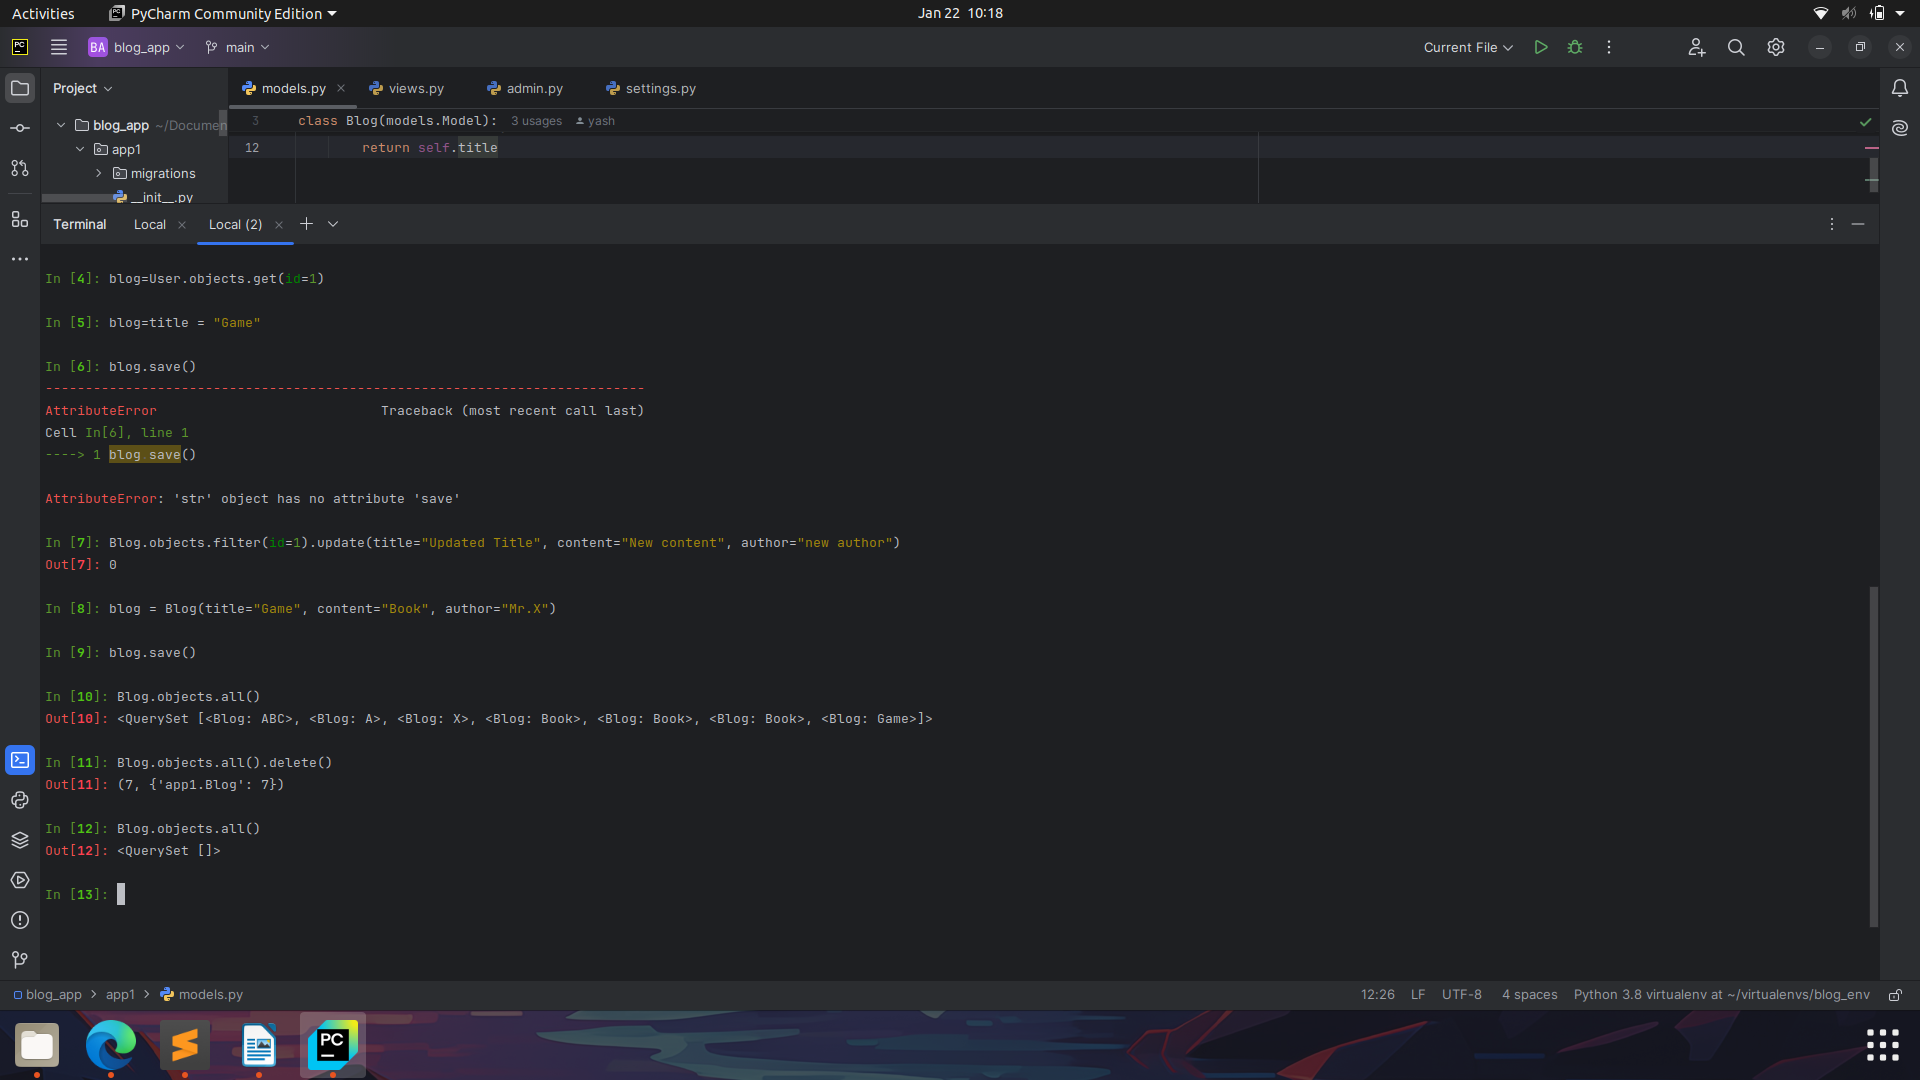 Activities PyCharm Community Edition Jan 22 10:18
PC BA blog_app main Current File
Project models.py views.py admin.py settings.py
blog_app ~/Documen 3 class Blog(models.Model): 3 usages yash
app1 12 return self.title
migrations
__init__.py
Terminal Local Local (2)
In [4]: blog=User.objects.get(id=1)
In [5]: blog=title = "Game"
In [6]: blog.save()
---------------------------------------------------------------------------
AttributeError Traceback (most recent call last)
Cell In[6], line 1
----> 1 blog.save()
AttributeError: 'str' object has no attribute 'save'
In [7]: Blog.objects.filter(id=1).update(title="Updated Title", content="New content", author="new author")
Out[7]: 0
In [8]: blog = Blog(title="Game", content="Book", author="Mr.X")
In [9]: blog.save()
In [10]: Blog.objects.all()
Out[10]: <QuerySet [<Blog: ABC>, <Blog: A>, <Blog: X>, <Blog: Book>, <Blog: Book>, <Blog: Book>, <Blog: Game>]>
In [11]: Blog.objects.all().delete()
Out[11]: (7, {'app1.Blog': 7})
In [12]: Blog.objects.all()
Out[12]: <QuerySet []>
In [13]:
blog_app > app1 > models.py 12:26 LF UTF-8 4 spaces Python 3.8 virtualenv at ~/virtualenvs/blog_env
PC